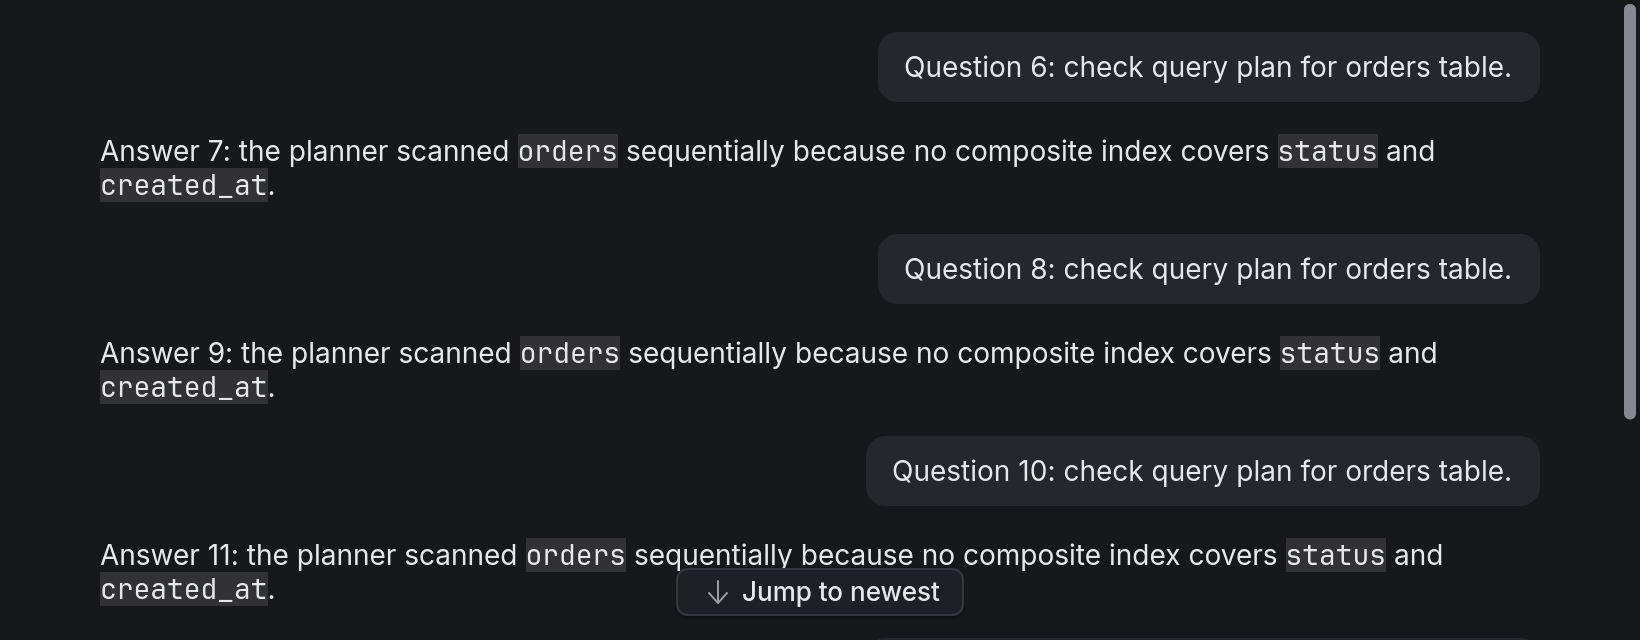 Question 6: check query plan for orders table.
Answer 7: the planner scanned orders sequentially because no composite index covers status and
created_at.
Question 8: check query plan for orders table.
Answer 9: the planner scanned orders sequentially because no composite index covers status and
created_at.
Question 10: check query plan for orders table.
Answer 11: the planner scanned orders sequentially because no composite index covers status and
created_at.
Jump to newest